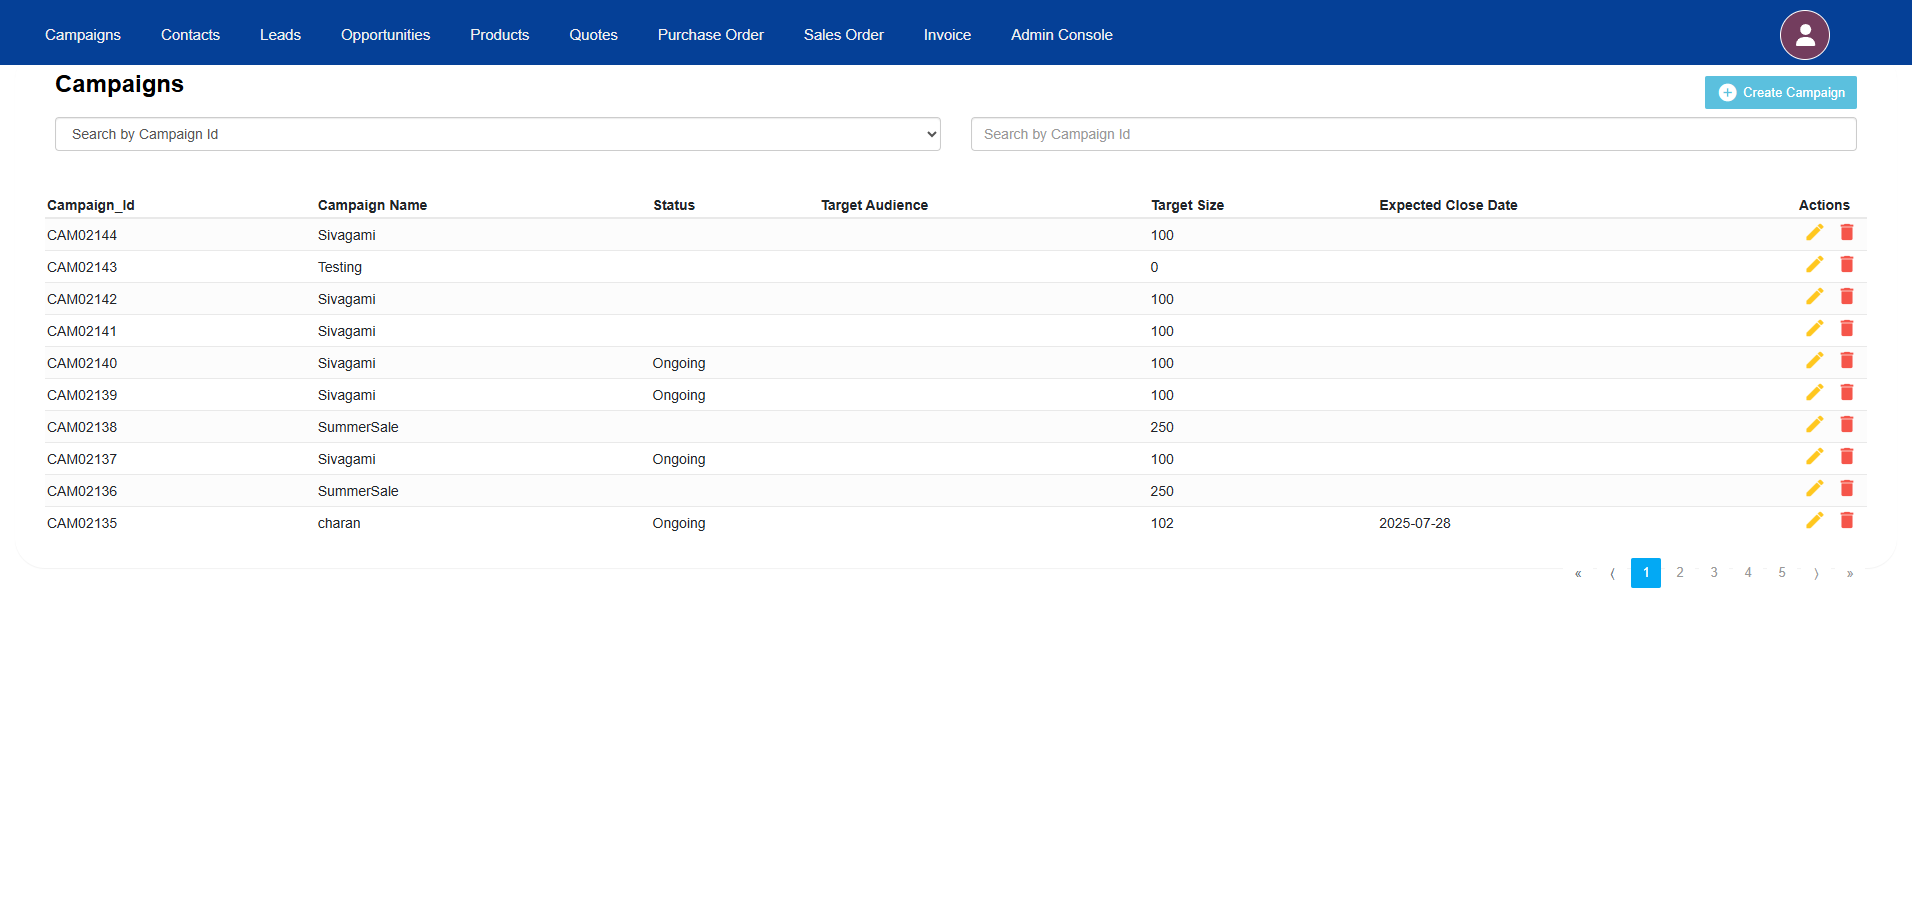 Campaigns Contacts Leads Opportunities Products Quotes Purchase Order Sales Order Invoice Admin Console
Campaigns
Create Campaign
Search by Campaign Id Search by Campaign Id
Campaign_Id Campaign Name Status Target Audience Target Size Expected Close Date Actions
CAM02144 Sivagami 100
CAM02143 Testing 0
CAM02142 Sivagami 100
CAM02141 Sivagami 100
CAM02140 Sivagami Ongoing 100
CAM02139 Sivagami Ongoing 100
CAM02138 SummerSale 250
CAM02137 Sivagami Ongoing 100
CAM02136 SummerSale 250
CAM02135 charan Ongoing 102 2025-07-28
« ⟨ 1 2 3 4 5 ⟩ »